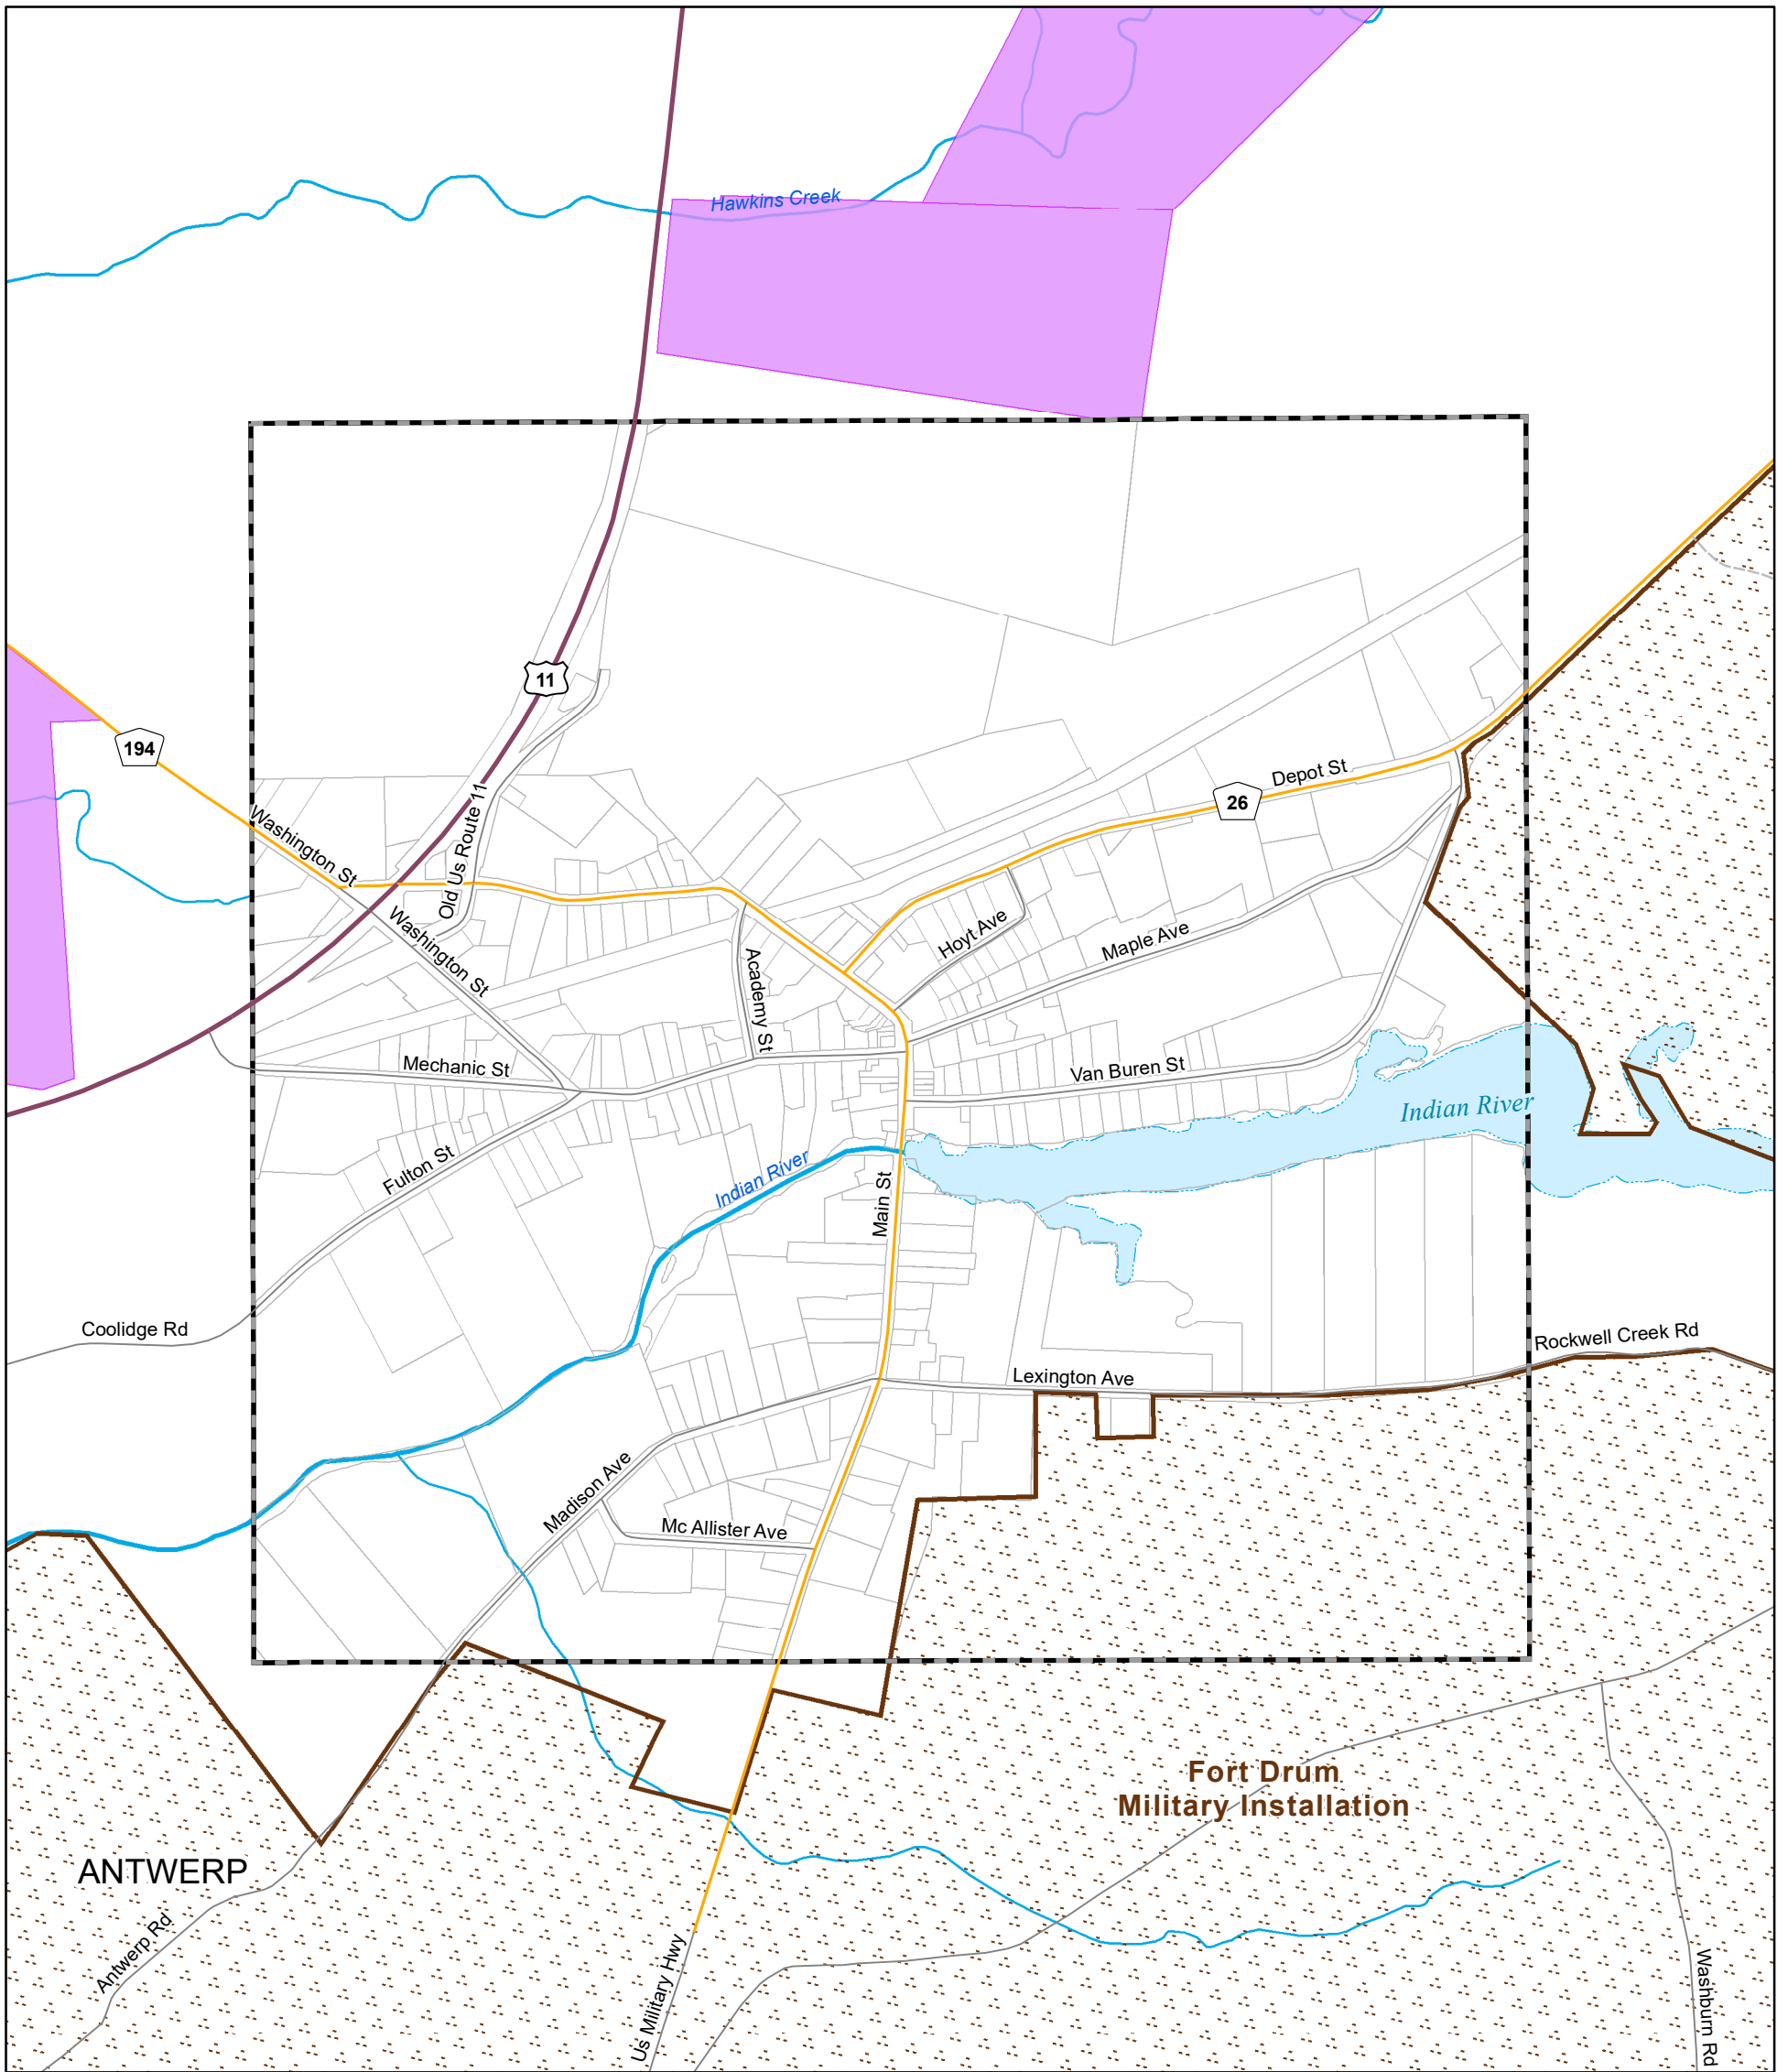 Hawkins Creek
11
194
Depot St
26
Washington St
Old Us Route 11
Washington St
Hoyt Ave
Maple Ave
Academy St
Mechanic St
Van Buren St
Indian River
Fulton St
Indian River
Main St
Coolidge Rd
Rockwell Creek Rd
Lexington Ave
Madison Ave
Mc Allister Ave
Fort Drum
Military Installation
ANTWERP
Antwerp Rd
Us Military Hwy
Washburn Rd